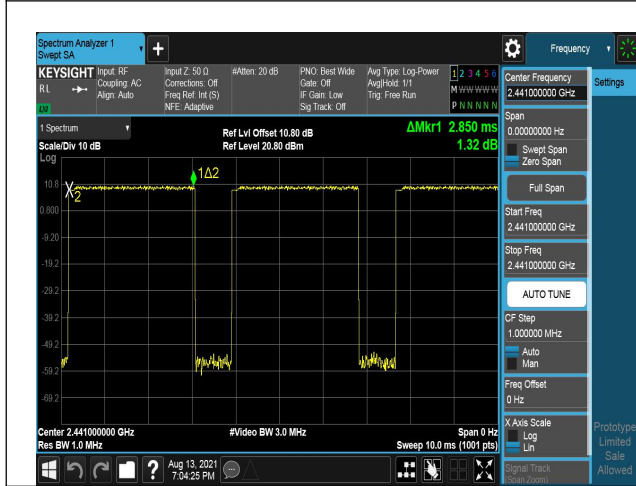 Spectrum Analyzer 1
Swept SA
Frequency
KEYSIGHT Input: RF Input Z: 50 Ω #Atten: 20 dB PNO: Best Wide Avg Type: Log-Power 1 2 3 4 5 6
RL Coupling: AC Corrections: Off Gate: Off Avg|Hold: 1/1 M W W W W W
Align: Auto Freq Ref: Int (S) IF Gain: Low Trig: Free Run
NFE: Adaptive Sig Track: Off P N N N N N
1 Spectrum
Scale/Div 10 dB
Ref Lvl Offset 10.80 dB
Ref Level 20.80 dBm
ΔMkr1 2.850 ms
1.32 dB
Log
1Δ2
2
10.8
0.800
-9.20
-19.2
-29.2
-39.2
-49.2
-59.2
-69.2
Center 2.441000000 GHz #Video BW 3.0 MHz Span 0 Hz
Res BW 1.0 MHz Sweep 10.0 ms (1001 pts)
Aug 13, 2021
7:04:25 PM
Center Frequency
2.441000000 GHz
Settings
Span
0.00000000 Hz
Swept Span
Zero Span
Full Span
Start Freq
2.441000000 GHz
Stop Freq
2.441000000 GHz
AUTO TUNE
CF Step
1.000000 MHz
Auto
Man
Freq Offset
0 Hz
X Axis Scale
Log
Lin
Signal Track
(Span Zoom)
Prototype
Limited
Sale
Allowed